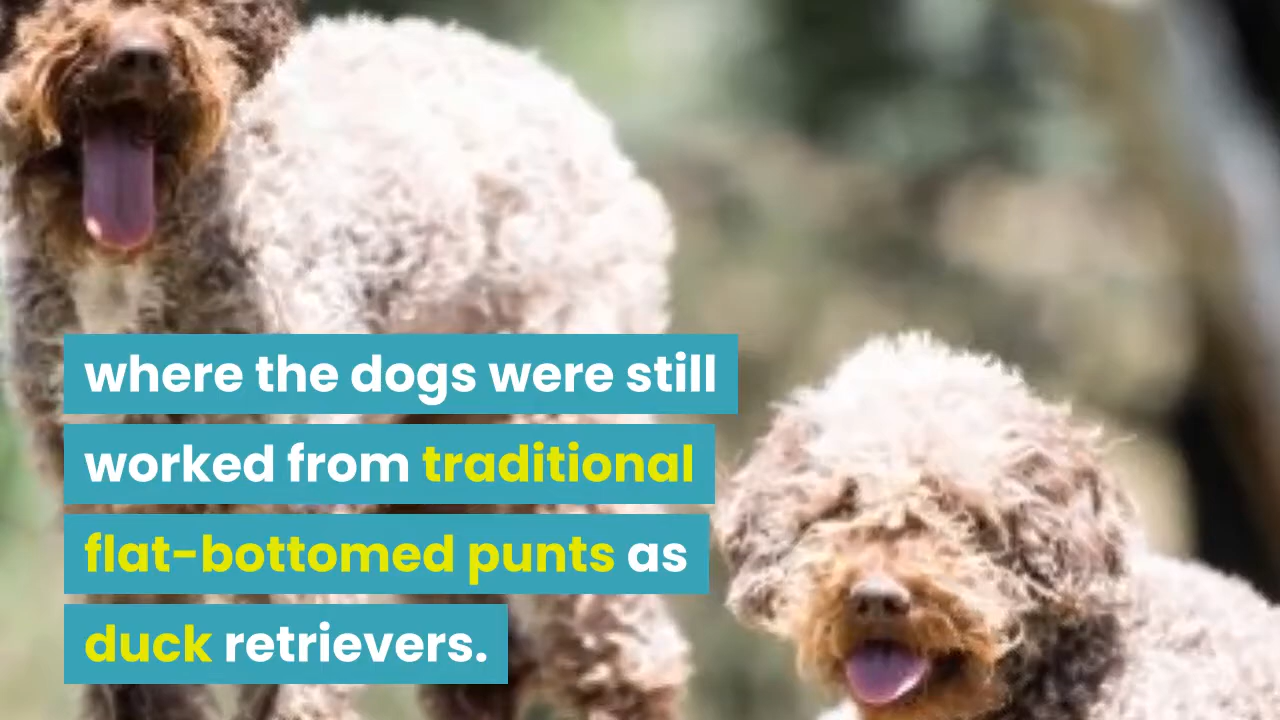 where the dogs were still
worked from traditional
flat-bottomed punts as
duck retrievers.